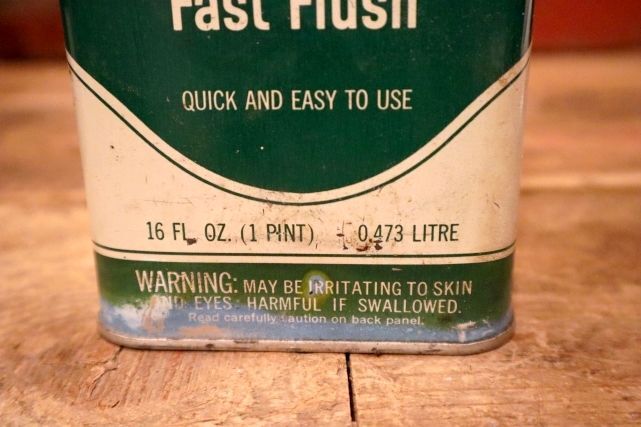 Fast Flush
QUICK AND EASY TO USE
16 FL. OZ. (1 PINT) 0.473 LITRE
WARNING: MAY BE IRRITATING TO SKIN
AND EYES. HARMFUL IF SWALLOWED.
Read carefully caution on back panel.